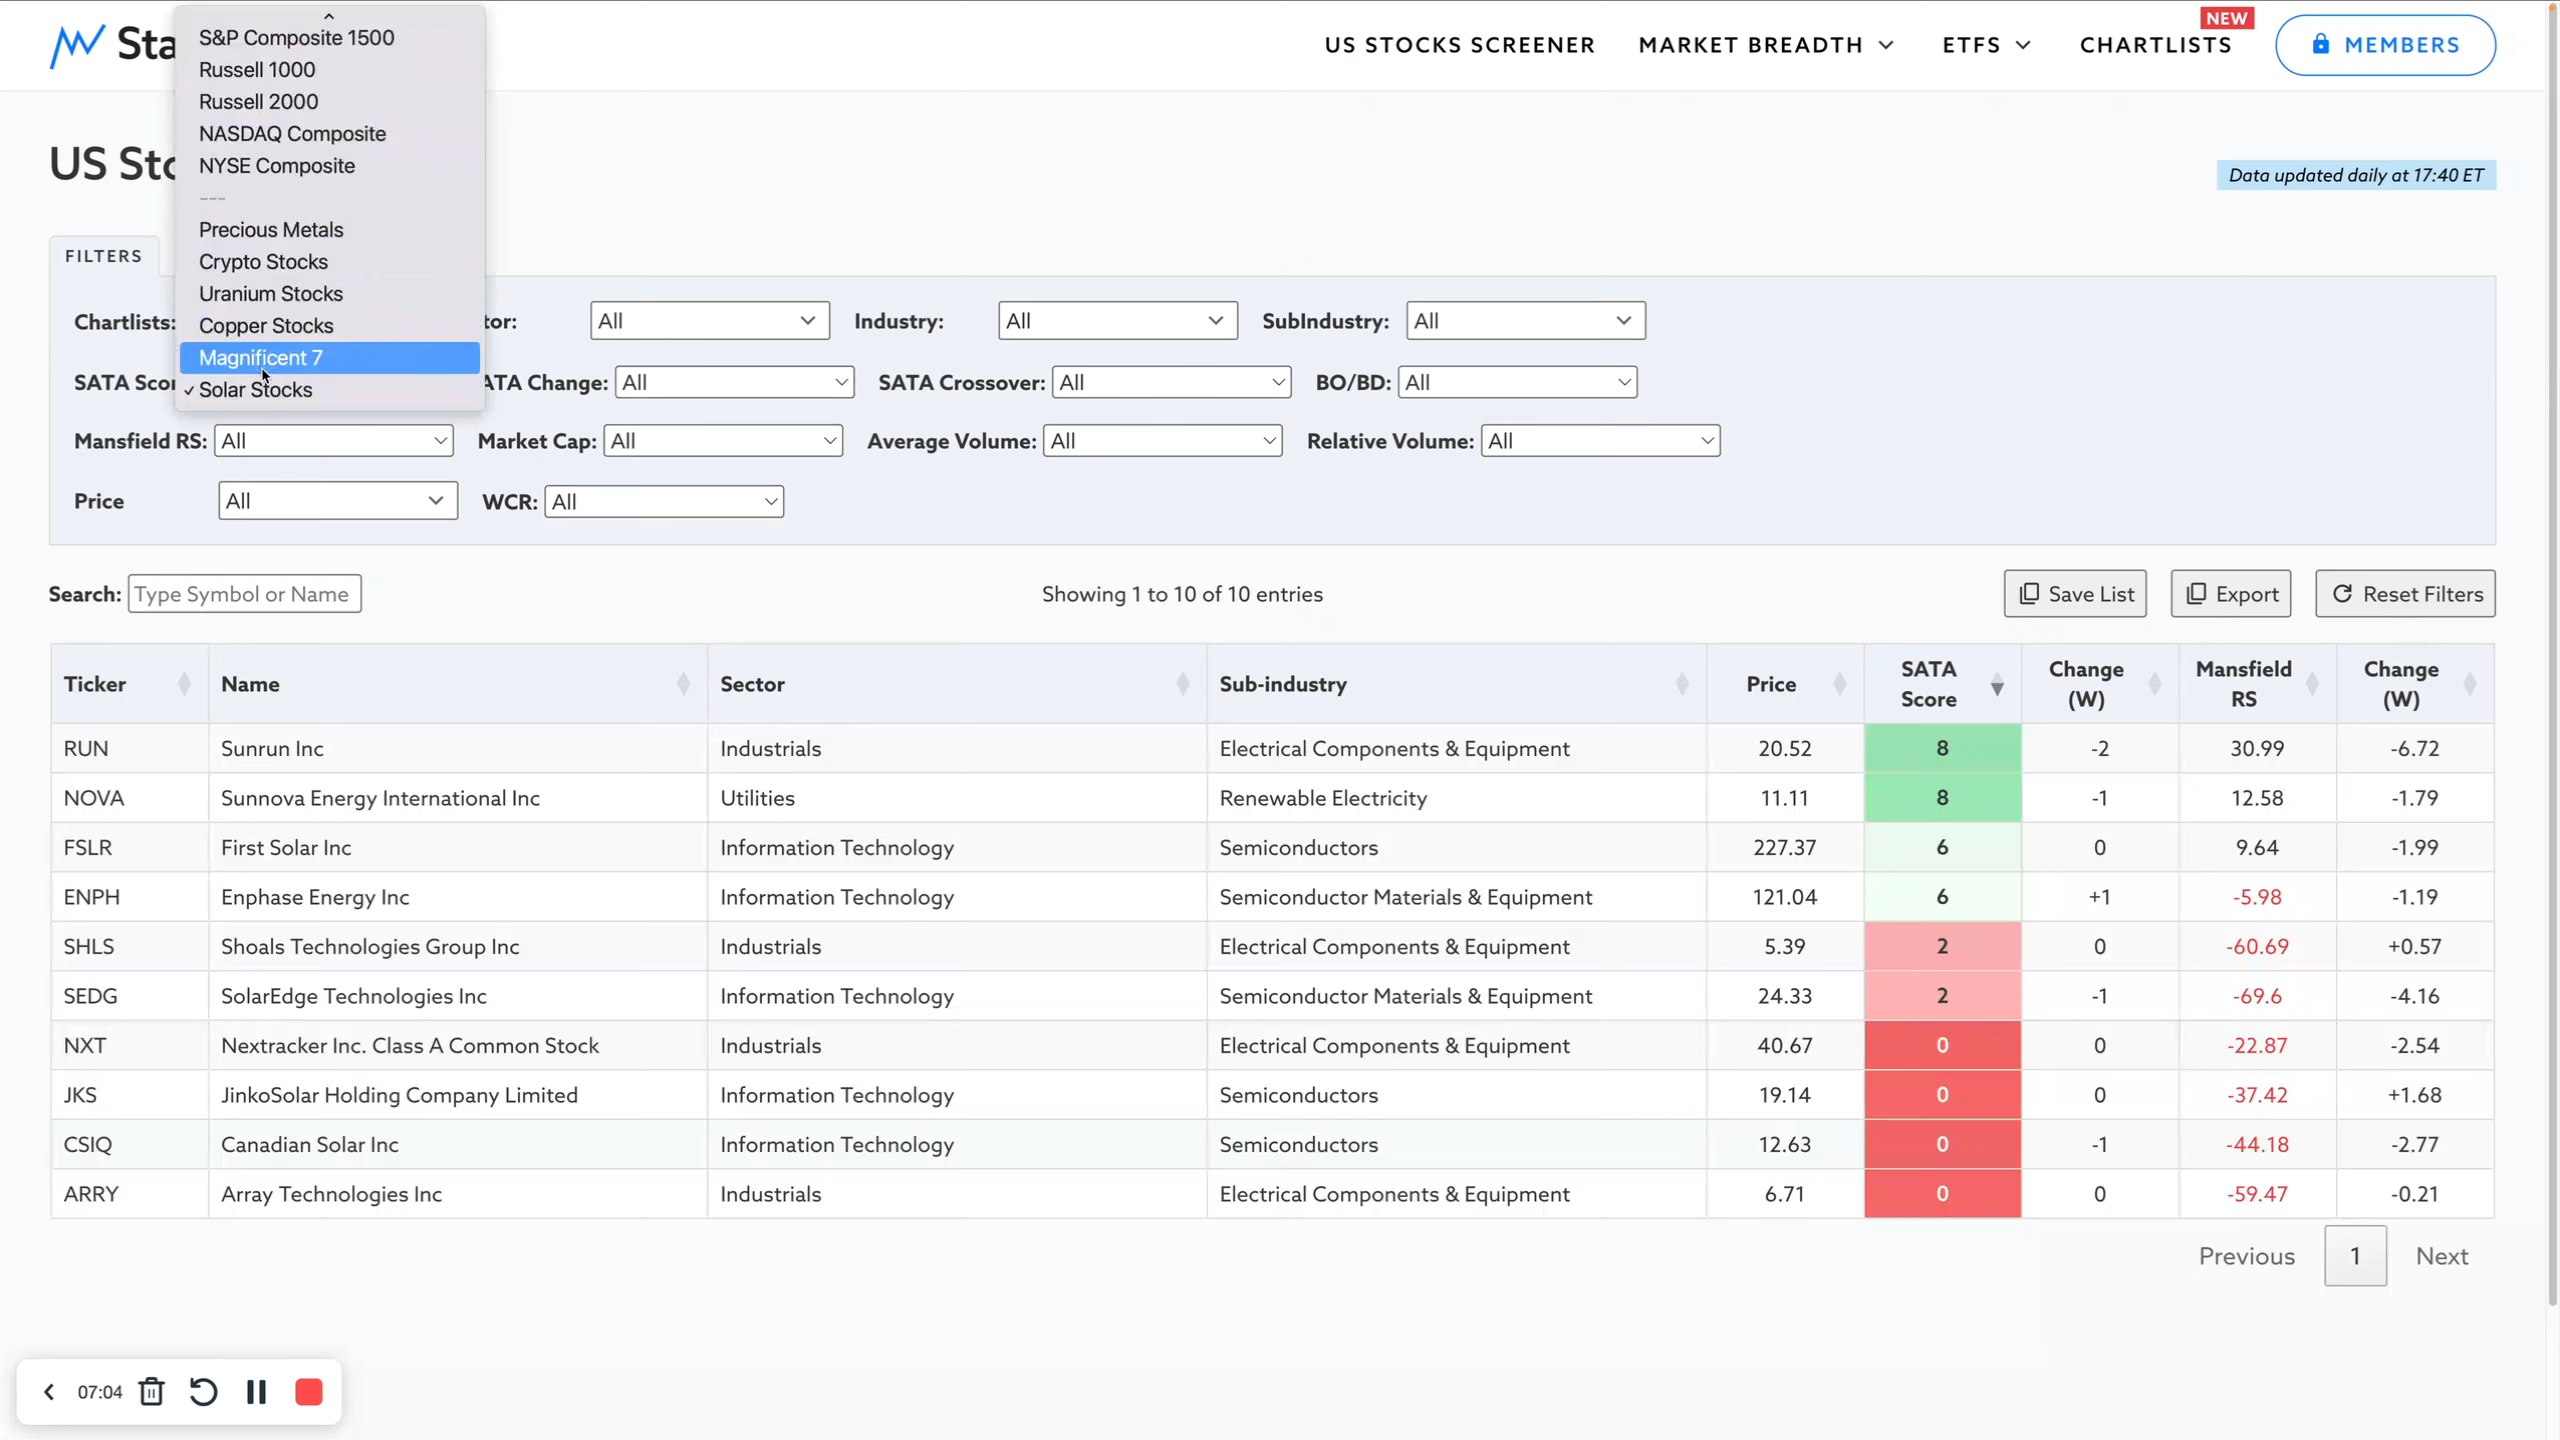 S&P Composite 1500
Russell 1000
Russell 2000
NASDAQ Composite
NYSE Composite
---
Precious Metals
Crypto Stocks
Uranium Stocks
Copper Stocks
Magnificent 7
✓ Solar Stocks
Sta
US STOCKS SCREENER MARKET BREADTH ETFS CHARTLISTS NEW MEMBERS
US Sto
Data updated daily at 17:40 ET
FILTERS
Chartlists: tor: All Industry: All SubIndustry: All
SATA Scor ATA Change: All SATA Crossover: All BO/BD: All
Mansfield RS: All Market Cap: All Average Volume: All Relative Volume: All
Price All WCR: All
Search: Type Symbol or Name Showing 1 to 10 of 10 entries Save List Export Reset Filters
Ticker Name Sector Sub-industry Price SATA Score Change (W) Mansfield RS Change (W)
RUN Sunrun Inc Industrials Electrical Components & Equipment 20.52 8 -2 30.99 -6.72
NOVA Sunnova Energy International Inc Utilities Renewable Electricity 11.11 8 -1 12.58 -1.79
FSLR First Solar Inc Information Technology Semiconductors 227.37 6 0 9.64 -1.99
ENPH Enphase Energy Inc Information Technology Semiconductor Materials & Equipment 121.04 6 +1 -5.98 -1.19
SHLS Shoals Technologies Group Inc Industrials Electrical Components & Equipment 5.39 2 0 -60.69 +0.57
SEDG SolarEdge Technologies Inc Information Technology Semiconductor Materials & Equipment 24.33 2 -1 -69.6 -4.16
NXT Nextracker Inc. Class A Common Stock Industrials Electrical Components & Equipment 40.67 0 0 -22.87 -2.54
JKS JinkoSolar Holding Company Limited Information Technology Semiconductors 19.14 0 0 -37.42 +1.68
CSIQ Canadian Solar Inc Information Technology Semiconductors 12.63 0 -1 -44.18 -2.77
ARRY Array Technologies Inc Industrials Electrical Components & Equipment 6.71 0 0 -59.47 -0.21
Previous 1 Next
07:04